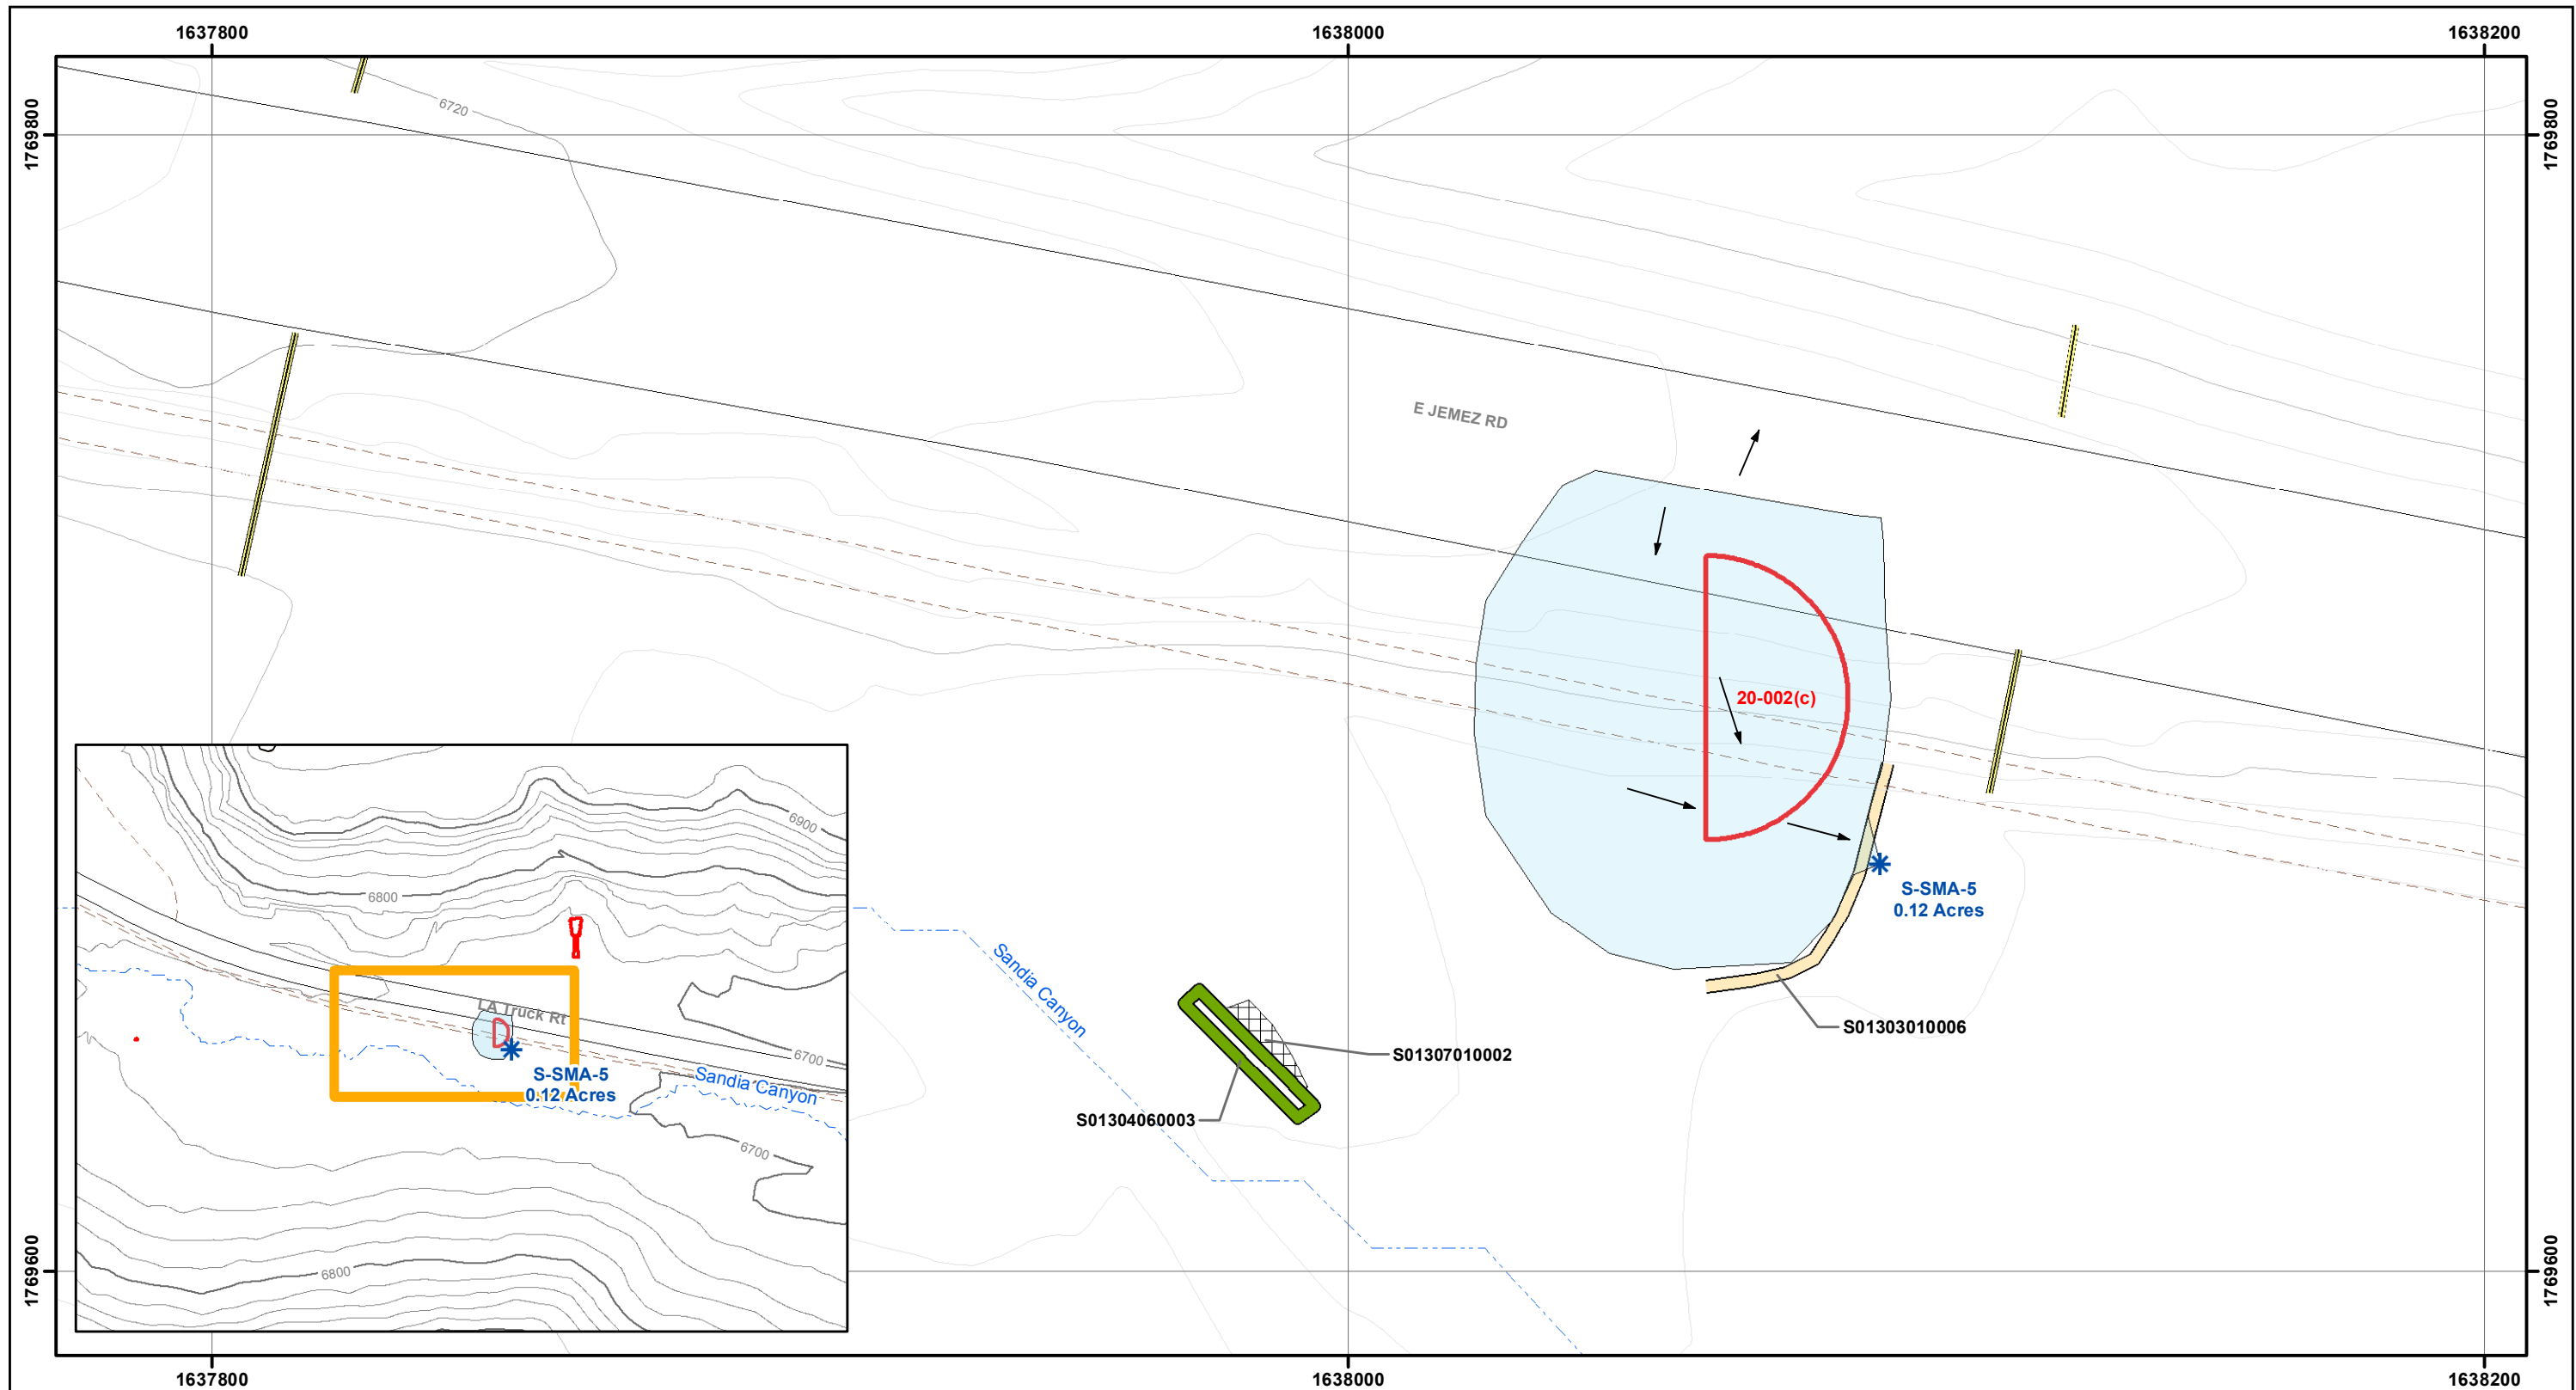 1637800
1638000
1638200
1769800
1769800
6720
E JEMEZ RD
20-002(c)
S-SMA-5
0.12 Acres
Sandia Canyon
S01303010006
S01307010002
S01304060003
6900
6800
LA Truck Rt
6700
S-SMA-5
0.12 Acres
Sandia Canyon
6700
6800
1769600
1769600
1637800
1638000
1638200